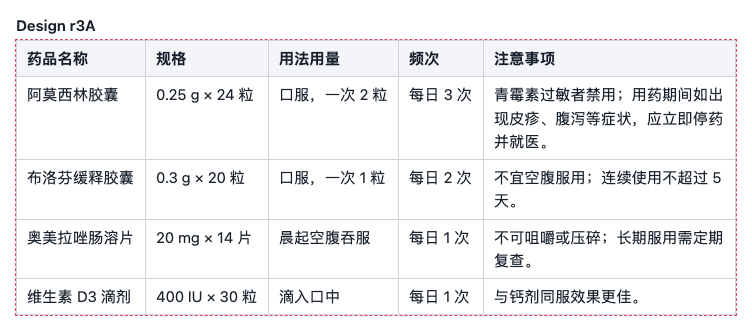 Design r3A
药品名称 规格 用法用量 频次 注意事项
阿莫西林胶囊 0.25 g × 24 粒 口服，一次 2 粒 每日 3 次 青霉素过敏者禁用；用药期间如出
现皮疹、腹泻等症状，应立即停药
并就医。
布洛芬缓释胶囊 0.3 g × 20 粒 口服，一次 1 粒 每日 2 次 不宜空腹服用；连续使用不超过 5
天。
奥美拉唑肠溶片 20 mg × 14 片 晨起空腹吞服 每日 1 次 不可咀嚼或压碎；长期服用需定期
复查。
维生素 D3 滴剂 400 IU × 30 粒 滴入口中 每日 1 次 与钙剂同服效果更佳。